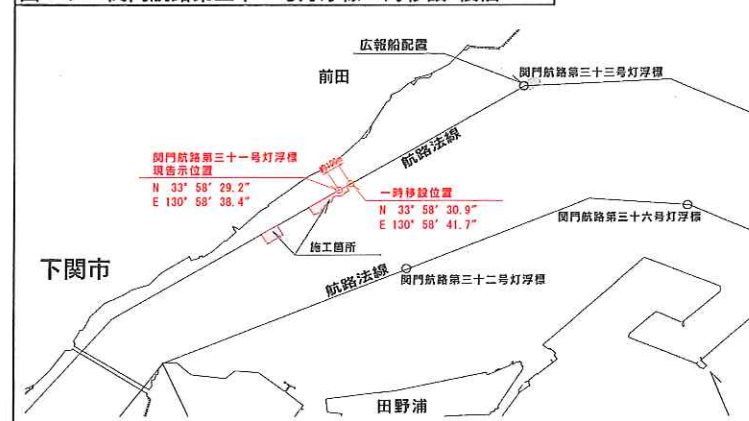 広報船配置
前田
関門航路第三十三号灯浮標
航路法線
関門航路第三十一号灯浮標
現告示位置
N 33° 58′ 29.2″
E 130° 58′ 38.4″
約100m
一時移設位置
N 33° 58′ 30.9″
E 130° 58′ 41.7″
関門航路第三十六号灯浮標
施工箇所
下関市
航路法線
関門航路第三十二号灯浮標
田野浦